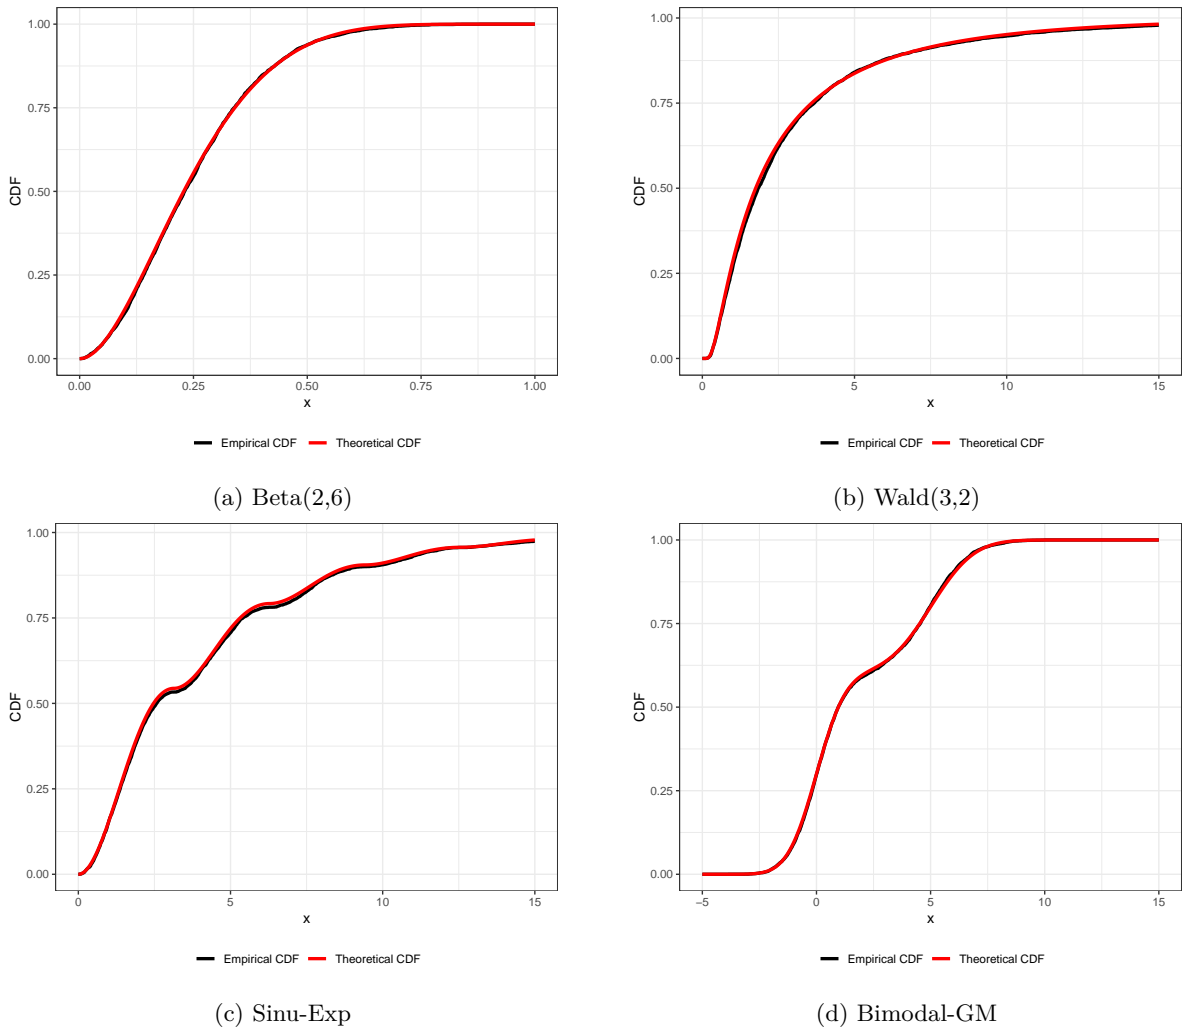 1.00
0.75
0.50
0.25
0.00
CDF
0.00 0.25 0.50 0.75 1.00
x
Empirical CDF Theoretical CDF
(a) Beta(2,6)
1.00
0.75
0.50
0.25
0.00
CDF
0 5 10 15
x
Empirical CDF Theoretical CDF
(b) Wald(3,2)
1.00
0.75
0.50
0.25
0.00
CDF
0 5 10 15
x
Empirical CDF Theoretical CDF
(c) Sinu-Exp
1.00
0.75
0.50
0.25
0.00
CDF
−5 0 5 10 15
x
Empirical CDF Theoretical CDF
(d) Bimodal-GM